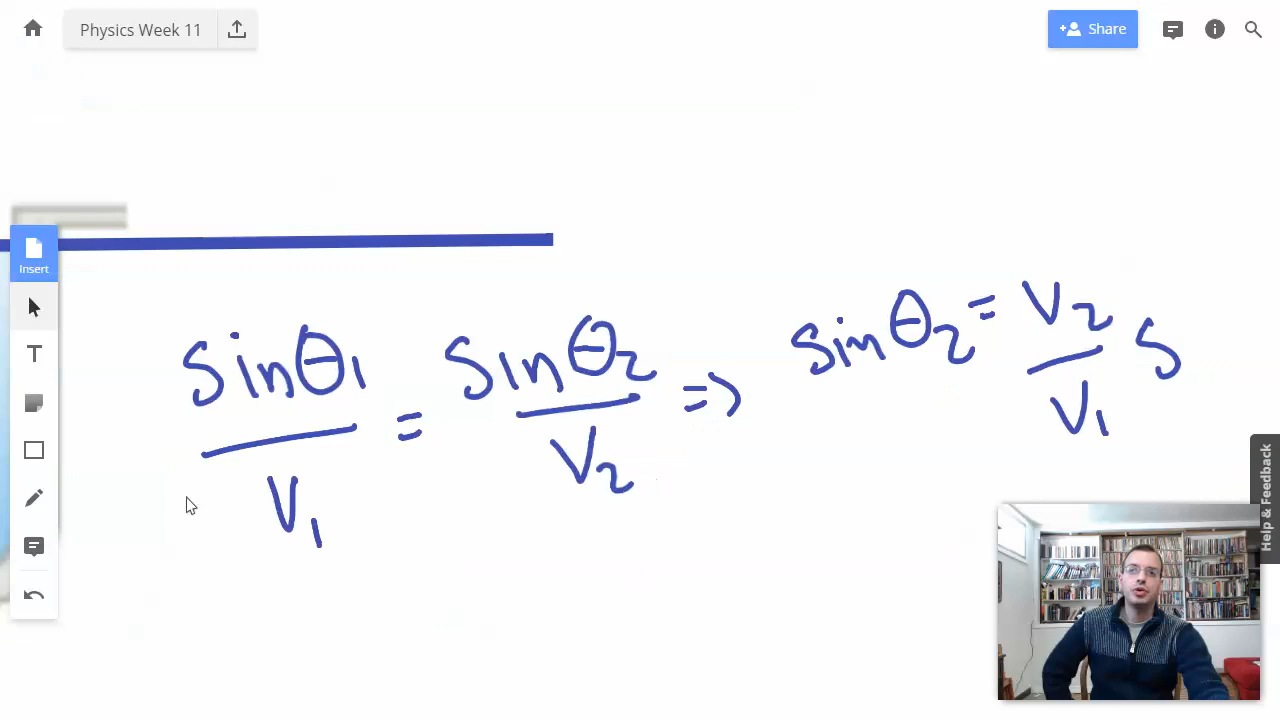 Physics Week 11
Share
Insert
sinθ1/V1 = sinθ2/V2 => sinθ2 = V2/V1 S
Help & Feedback